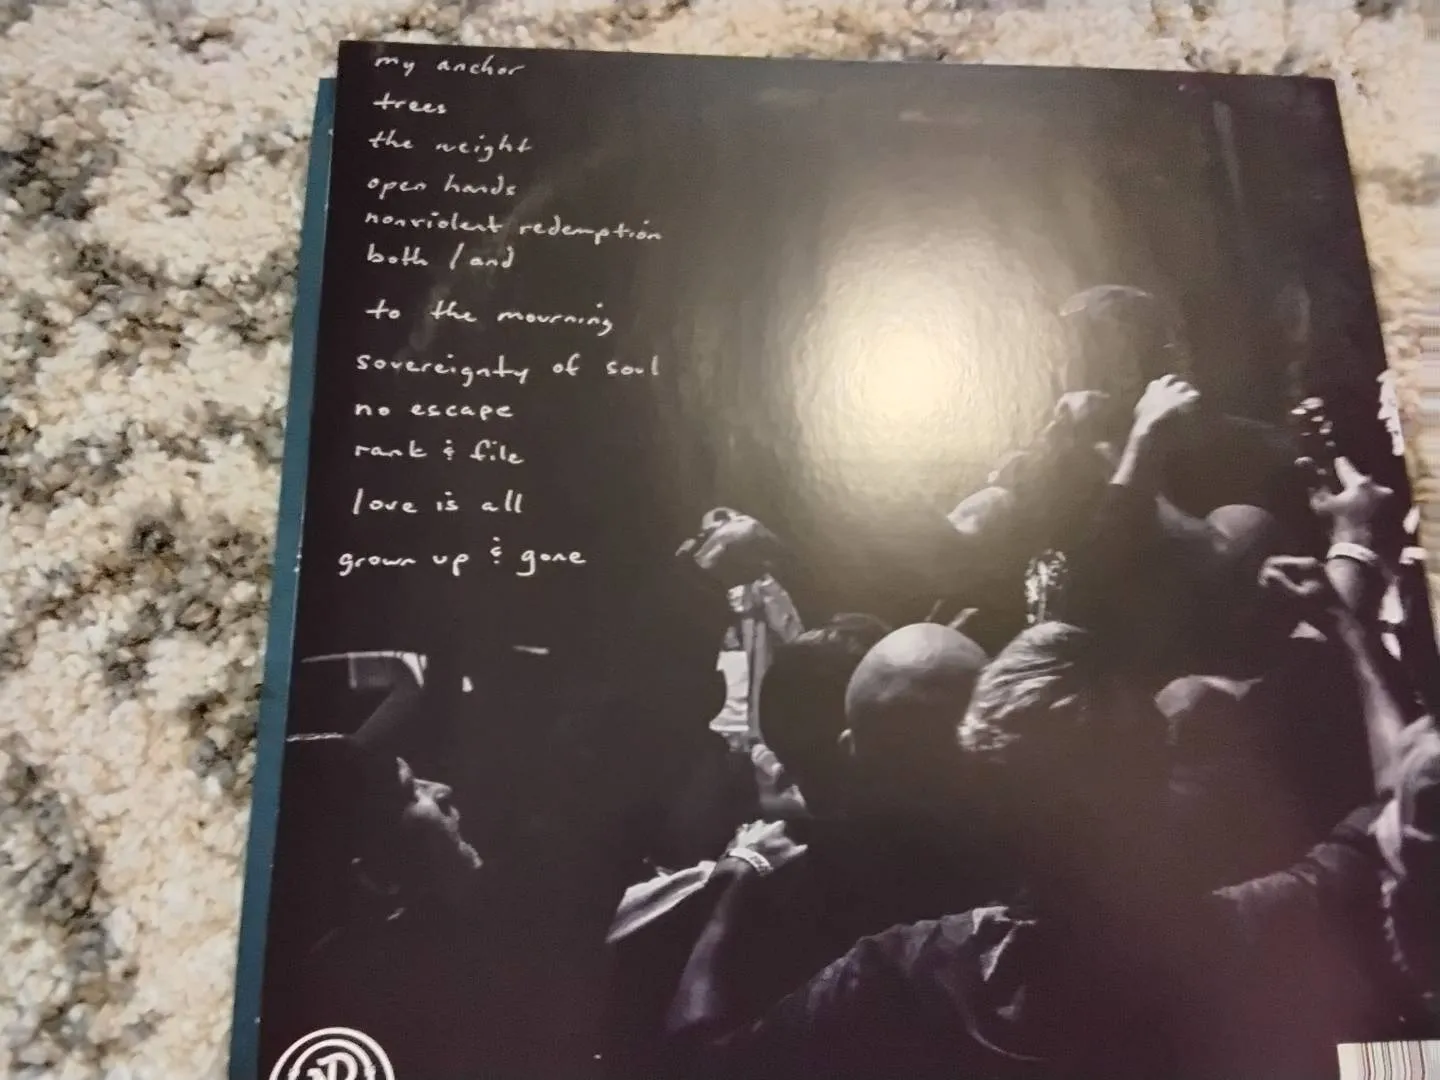 my anchor
trees
the weight
open hands
nonviolent redemption
both / and
to the mourning
sovereignty of soul
no escape
rank & file
love is all
grown up & gone